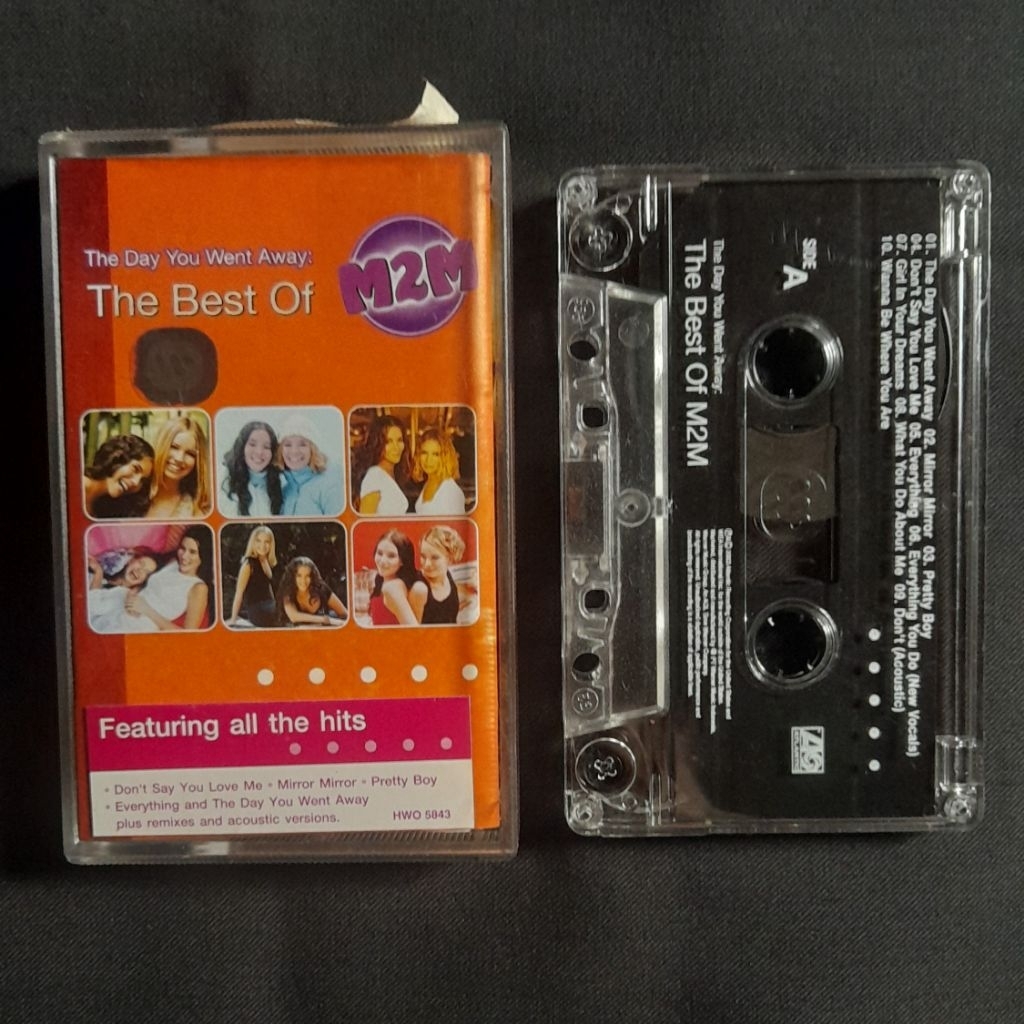 The Day You Went Away:
The Best Of
M2M
Featuring all the hits
• Don't Say You Love Me • Mirror Mirror • Pretty Boy
• Everything and The Day You Went Away
plus remixes and acoustic versions.
HWO 5843
01. The Day You Went Away 02. Mirror Mirror 03. Pretty Boy
04. Don't Say You Love Me 05. Everything 06. Everything You Do (New Vocals)
07. Girl In Your Dreams 08. What You Do About Me 09. Don't (Acoustic)
10. Wanna Be Where You Are
SIDE A
The Day You Went Away:
The Best Of M2M